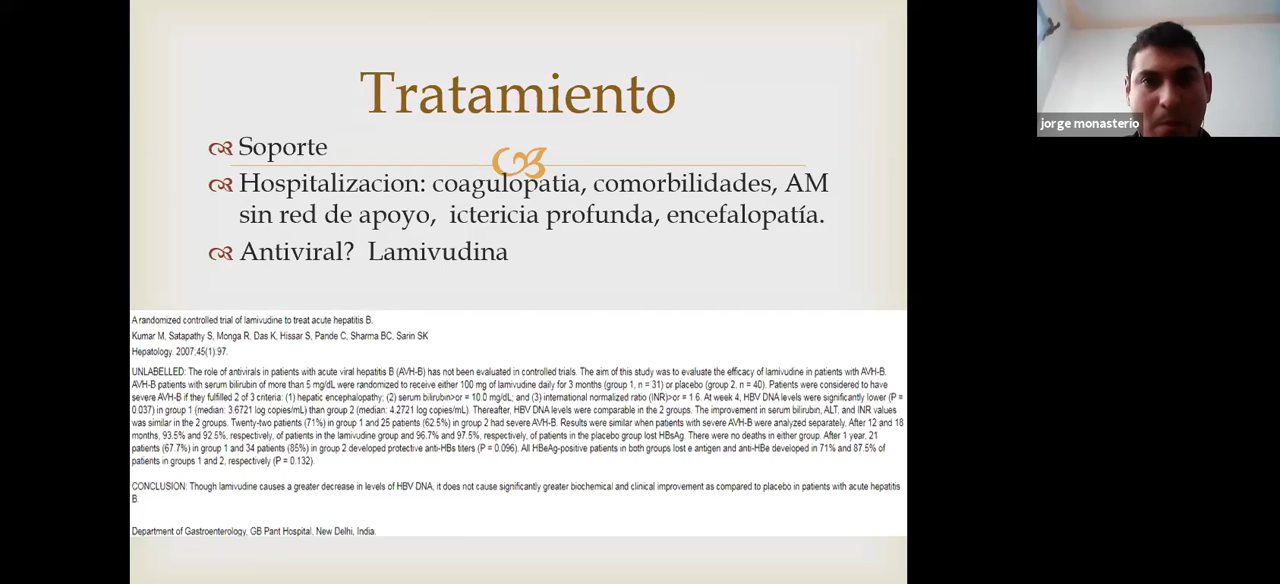 Tratamiento
Soporte
Hospitalizacion: coagulopatia, comorbilidades, AM
sin red de apoyo, ictericia profunda, encefalopatía.
Antiviral? Lamivudina
A randomized controlled trial of lamivudine to treat acute hepatitis B.
Kumar M, Satapathy S, Monga R, Das K, Hissar S, Pande C, Sharma BC, Sarin SK
Hepatology. 2007;45(1):97.
UNLABELLED: The role of antivirals in patients with acute viral hepatitis B (AVH-B) has not been evaluated in controlled trials. The aim of this study was to evaluate the efficacy of lamivudine in patients with AVH-B.
AVH-B patients with serum bilirubin of more than 5 mg/dL were randomized to receive either 100 mg of lamivudine daily for 3 months (group 1, n = 31) or placebo (group 2, n = 40). Patients were considered to have
severe AVH-B if they fulfilled 2 of 3 criteria: (1) hepatic encephalopathy; (2) serum bilirubin>or = 10.0 mg/dL; and (3) international normalized ratio (INR)>or = 1.6. At week 4, HBV DNA levels were significantly lower (P =
0.037) in group 1 (median: 3.6721 log copies/mL) than group 2 (median: 4.2721 log copies/mL). Thereafter, HBV DNA levels were comparable in the 2 groups. The improvement in serum bilirubin, ALT, and INR values
was similar in the 2 groups. Twenty-two patients (71%) in group 1 and 25 patients (62.5%) in group 2 had severe AVH-B. Results were similar when patients with severe AVH-B were analyzed separately. After 12 and 18
months, 93.5% and 92.5%, respectively, of patients in the lamivudine group and 96.7% and 97.5%, respectively, of patients in the placebo group lost HBsAg. There were no deaths in either group. After 1 year, 21
patients (67.7%) in group 1 and 34 patients (85%) in group 2 developed protective anti-HBs titers (P = 0.096). All HBeAg-positive patients in both groups lost e antigen and anti-HBe developed in 71% and 87.5% of
patients in groups 1 and 2, respectively (P = 0.132).
CONCLUSION: Though lamivudine causes a greater decrease in levels of HBV DNA, it does not cause significantly greater biochemical and clinical improvement as compared to placebo in patients with acute hepatitis
B.
Department of Gastroenterology, GB Pant Hospital, New Delhi, India.
jorge monasterio